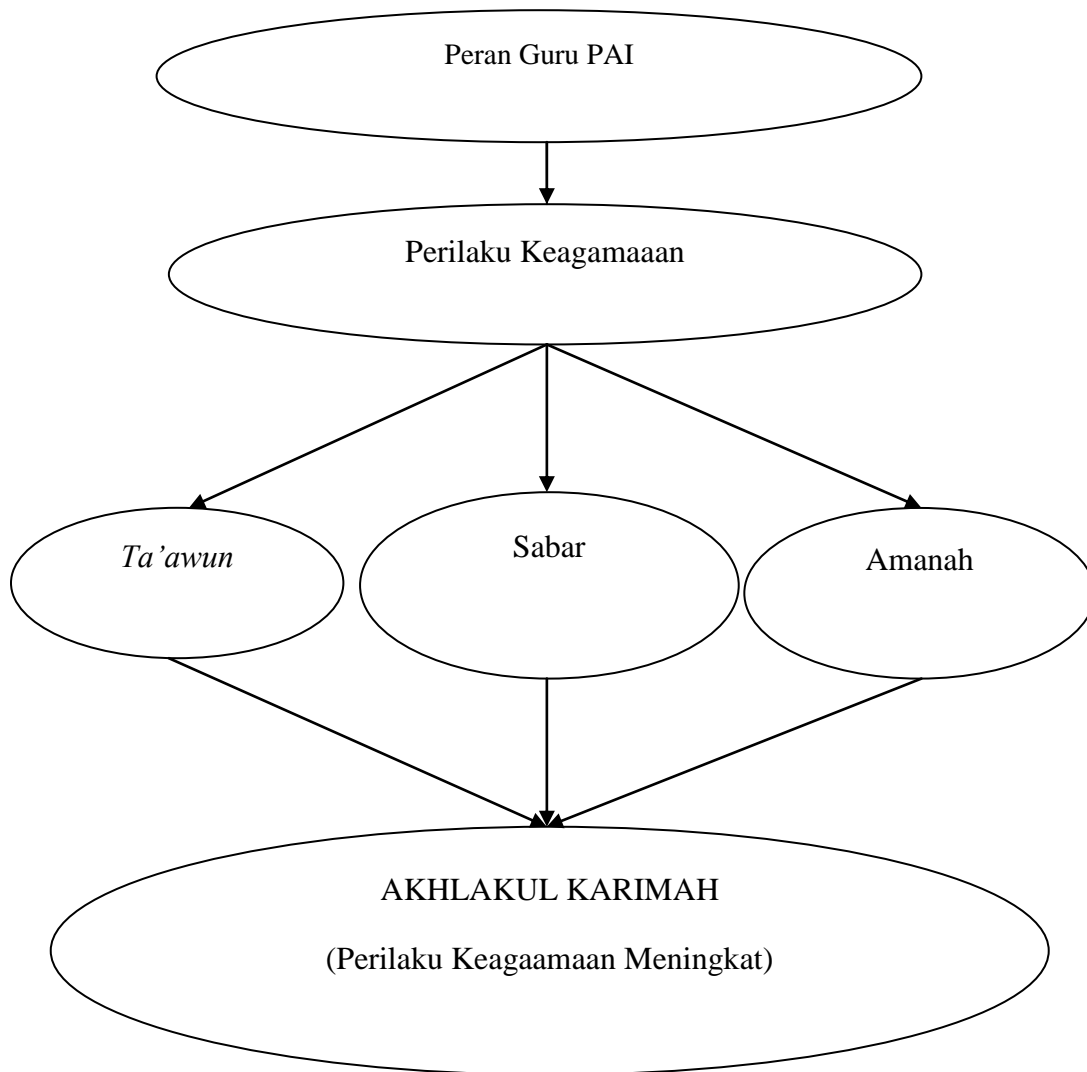 Peran Guru PAI
Perilaku Keagamaaan
Ta’awun
Sabar
Amanah
AKHLAKUL KARIMAH
(Perilaku Keagaamaan Meningkat)